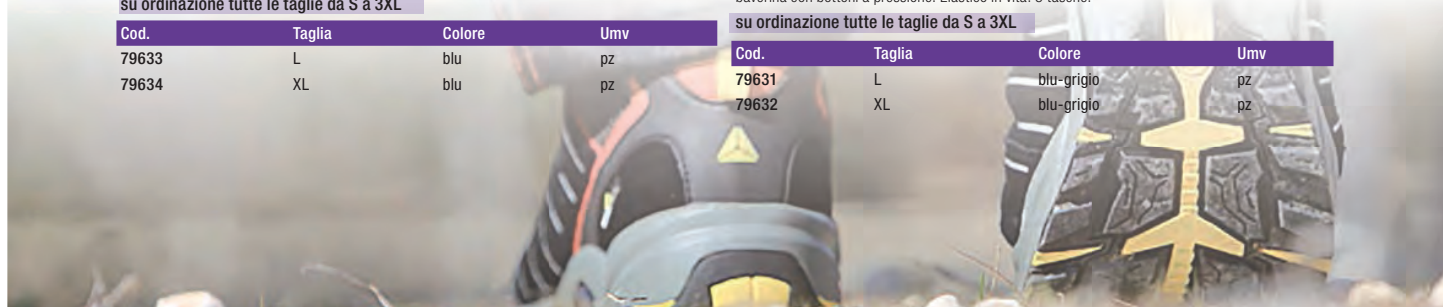 su ordinazione tutte le taglie da S a 3XL
Cod. Taglia Colore Umv
79633 L blu pz
79634 XL blu pz
su ordinazione tutte le taglie da S a 3XL
Cod. Taglia Colore Umv
79631 L blu-grigio pz
79632 XL blu-grigio pz